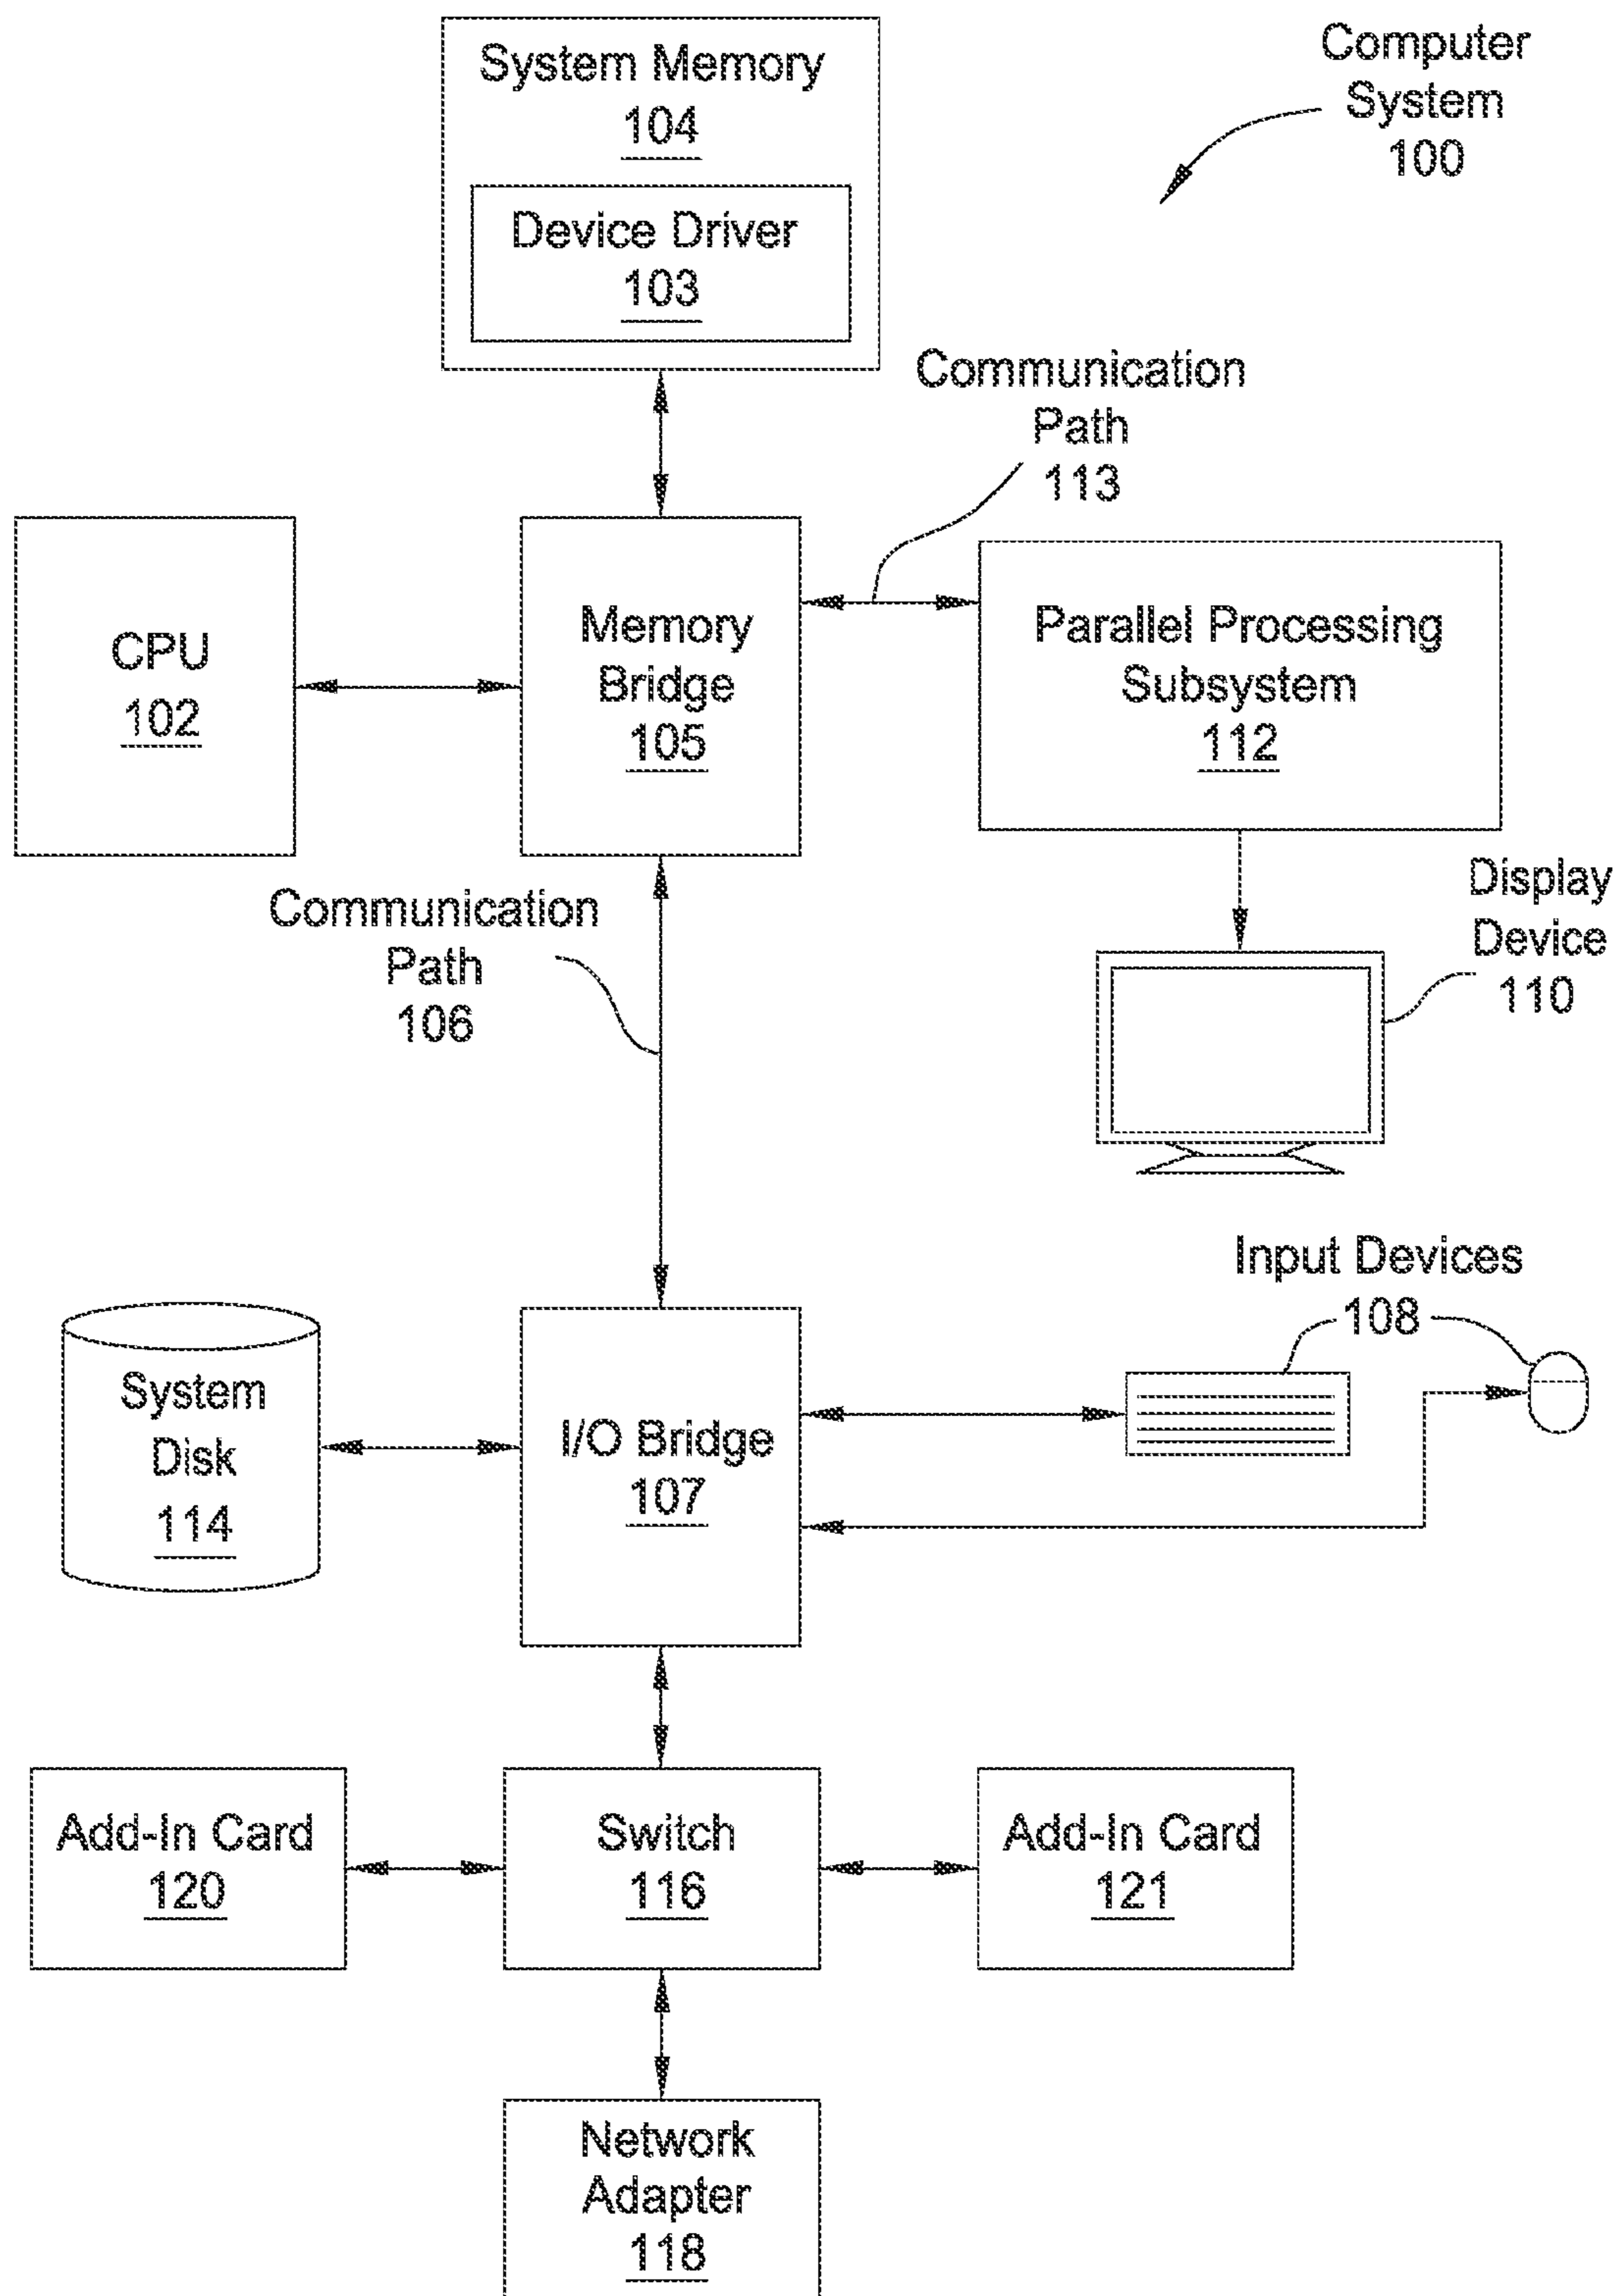 System Memory
104
Device Driver
103
Computer
System
100
Communication
Path
113
CPU
102
Memory
Bridge
105
Parallel Processing
Subsystem
112
Communication
Path
106
Display
Device
110
Input Devices
108
System
Disk
114
I/O Bridge
107
Add-In Card
120
Switch
116
Add-In Card
121
Network
Adapter
118